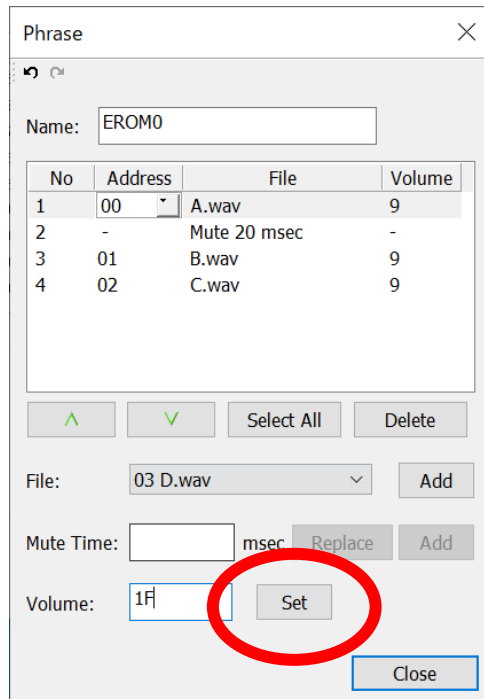 Phrase
Name: EROM0
No Address File Volume
1 00 A.wav 9
2 - Mute 20 msec -
3 01 B.wav 9
4 02 C.wav 9
Select All Delete
File: 03 D.wav Add
Mute Time: msec Replace Add
Volume: 1F Set
Close